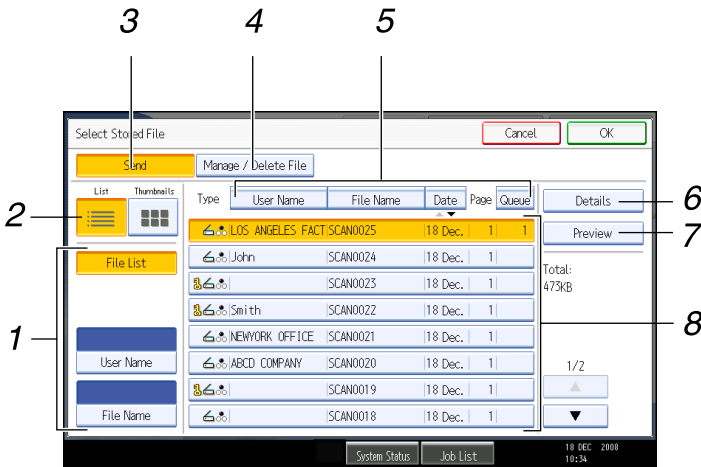 3 4 5
Select Stored File Cancel OK
Send Manage / Delete File
List Thumbnails Type User Name File Name Date Page Queue Details 6
2
Preview 7
LOS ANGELES FACT SCAN0025 18 Dec. 1 1
File List John SCAN0024 18 Dec. 1 Total:
SCAN0023 18 Dec. 1 473KB
Smith SCAN0022 18 Dec. 1
1 NEWYORK OFFICE SCAN0021 18 Dec. 1 8
User Name ABCD COMPANY SCAN0020 18 Dec. 1 1/2
SCAN0019 18 Dec. 1
File Name SCAN0018 18 Dec. 1
System Status Job List 18 DEC 2008
10:34